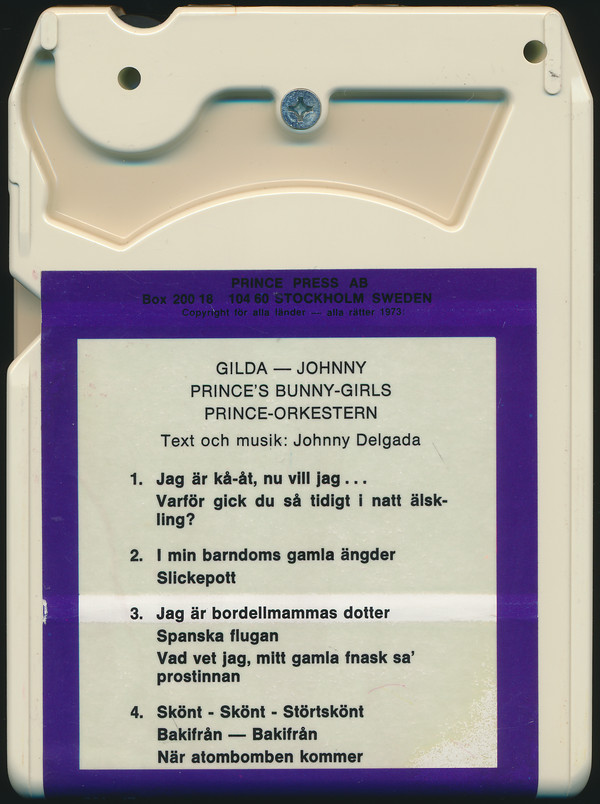 PRINCE PRESS AB
Box 200 18 104 60 STOCKHOLM SWEDEN
Copyright för alla länder — alla rätter 1973
GILDA — JOHNNY
PRINCE'S BUNNY-GIRLS
PRINCE-ORKESTERN
Text och musik: Johnny Delgada
1. Jag är kå-åt, nu vill jag . . .
Varför gick du så tidigt i natt älsk-
ling?
2. I min barndoms gamla ängder
Slickepott
3. Jag är bordellmammas dotter
Spanska flugan
Vad vet jag, mitt gamla fnask sa'
prostinnan
4. Skönt - Skönt - Störtskönt
Bakifrån — Bakifrån
När atombomben kommer